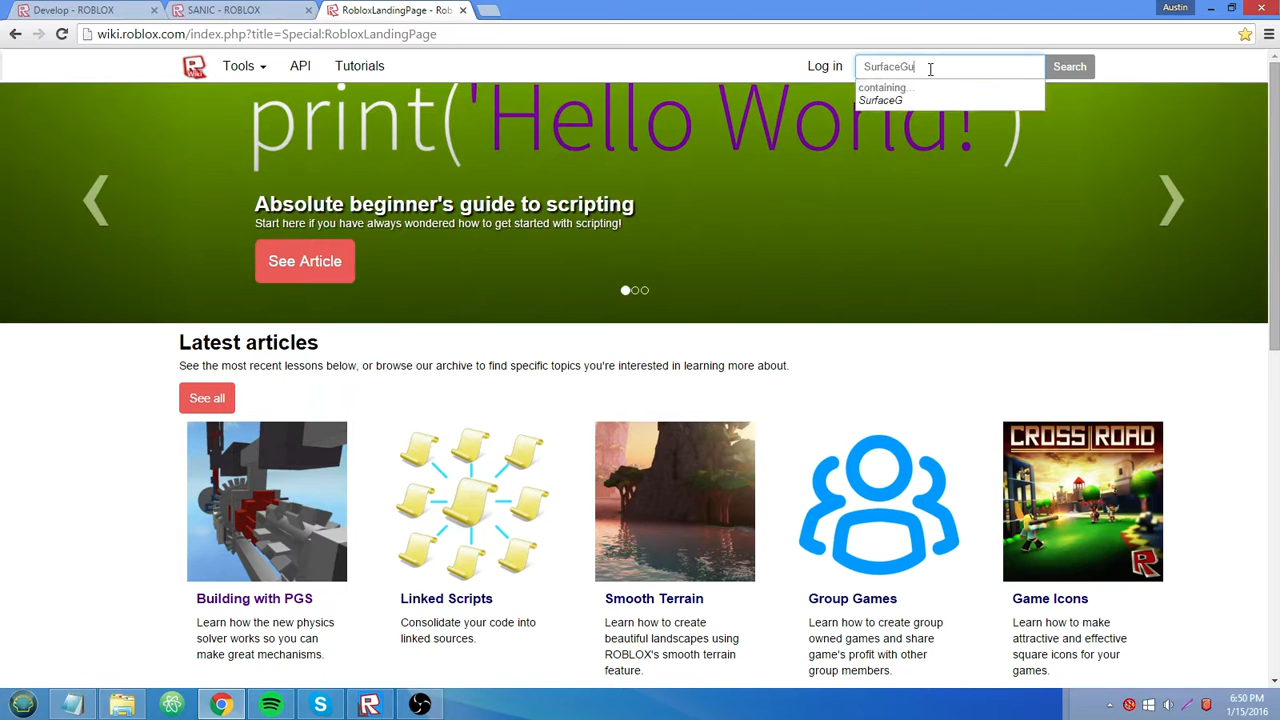 Develop - ROBLOX
SANIC - ROBLOX
RobloxLandingPage - Rob
Austin
wiki.roblox.com/index.php?title=Special:RobloxLandingPage
Tools
API
Tutorials
Log in
SurfaceGu
Search
containing...
SurfaceG
print('Hello World!')
Absolute beginner's guide to scripting
Start here if you have always wondered how to get started with scripting!
See Article
Latest articles
See the most recent lessons below, or browse our archive to find specific topics you're interested in learning more about.
See all
CROSSROAD
Building with PGS
Learn how the new physics
solver works so you can
make great mechanisms.
Linked Scripts
Consolidate your code into
linked sources.
Smooth Terrain
Learn how to create
beautiful landscapes using
ROBLOX's smooth terrain
feature.
Group Games
Learn how to create group
owned games and share
game's profit with other
group members.
Game Icons
Learn how to make
attractive and effective
square icons for your
games.
6:50 PM
1/15/2016